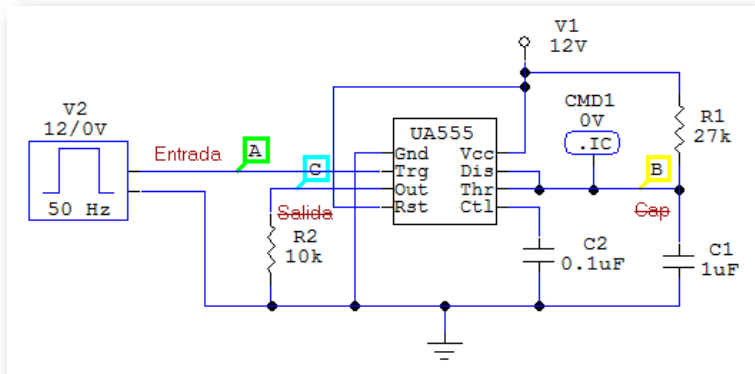 V1
12V
V2
12/0V
CMD1
0V
.IC
R1
27k
UA555
Entrada
A
Gnd
Vcc
Trg
Dis
C
Out
Thr
B
50 Hz
Salida
Rst
Ctl
Cap
R2
10k
C2
0.1uF
C1
1uF